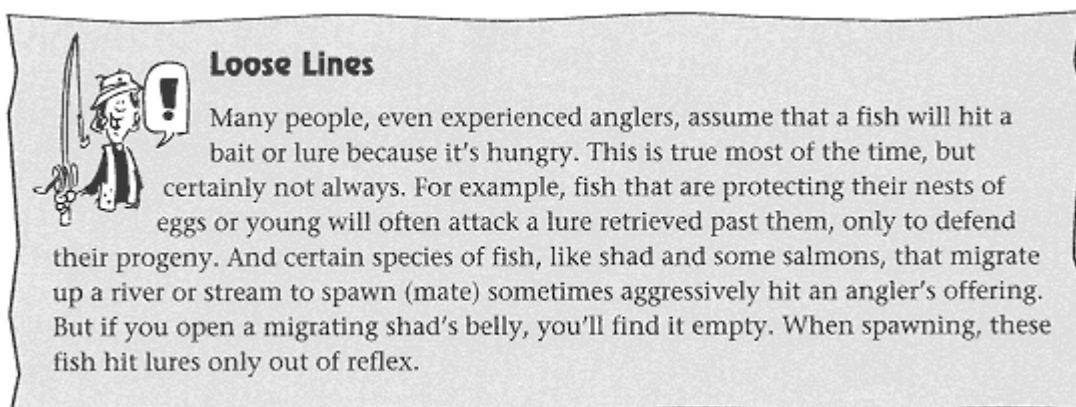 Loose Lines
!
Many people, even experienced anglers, assume that a fish will hit a
bait or lure because it's hungry. This is true most of the time, but
certainly not always. For example, fish that are protecting their nests of
eggs or young will often attack a lure retrieved past them, only to defend
their progeny. And certain species of fish, like shad and some salmons, that migrate
up a river or stream to spawn (mate) sometimes aggressively hit an angler's offering.
But if you open a migrating shad's belly, you'll find it empty. When spawning, these
fish hit lures only out of reflex.